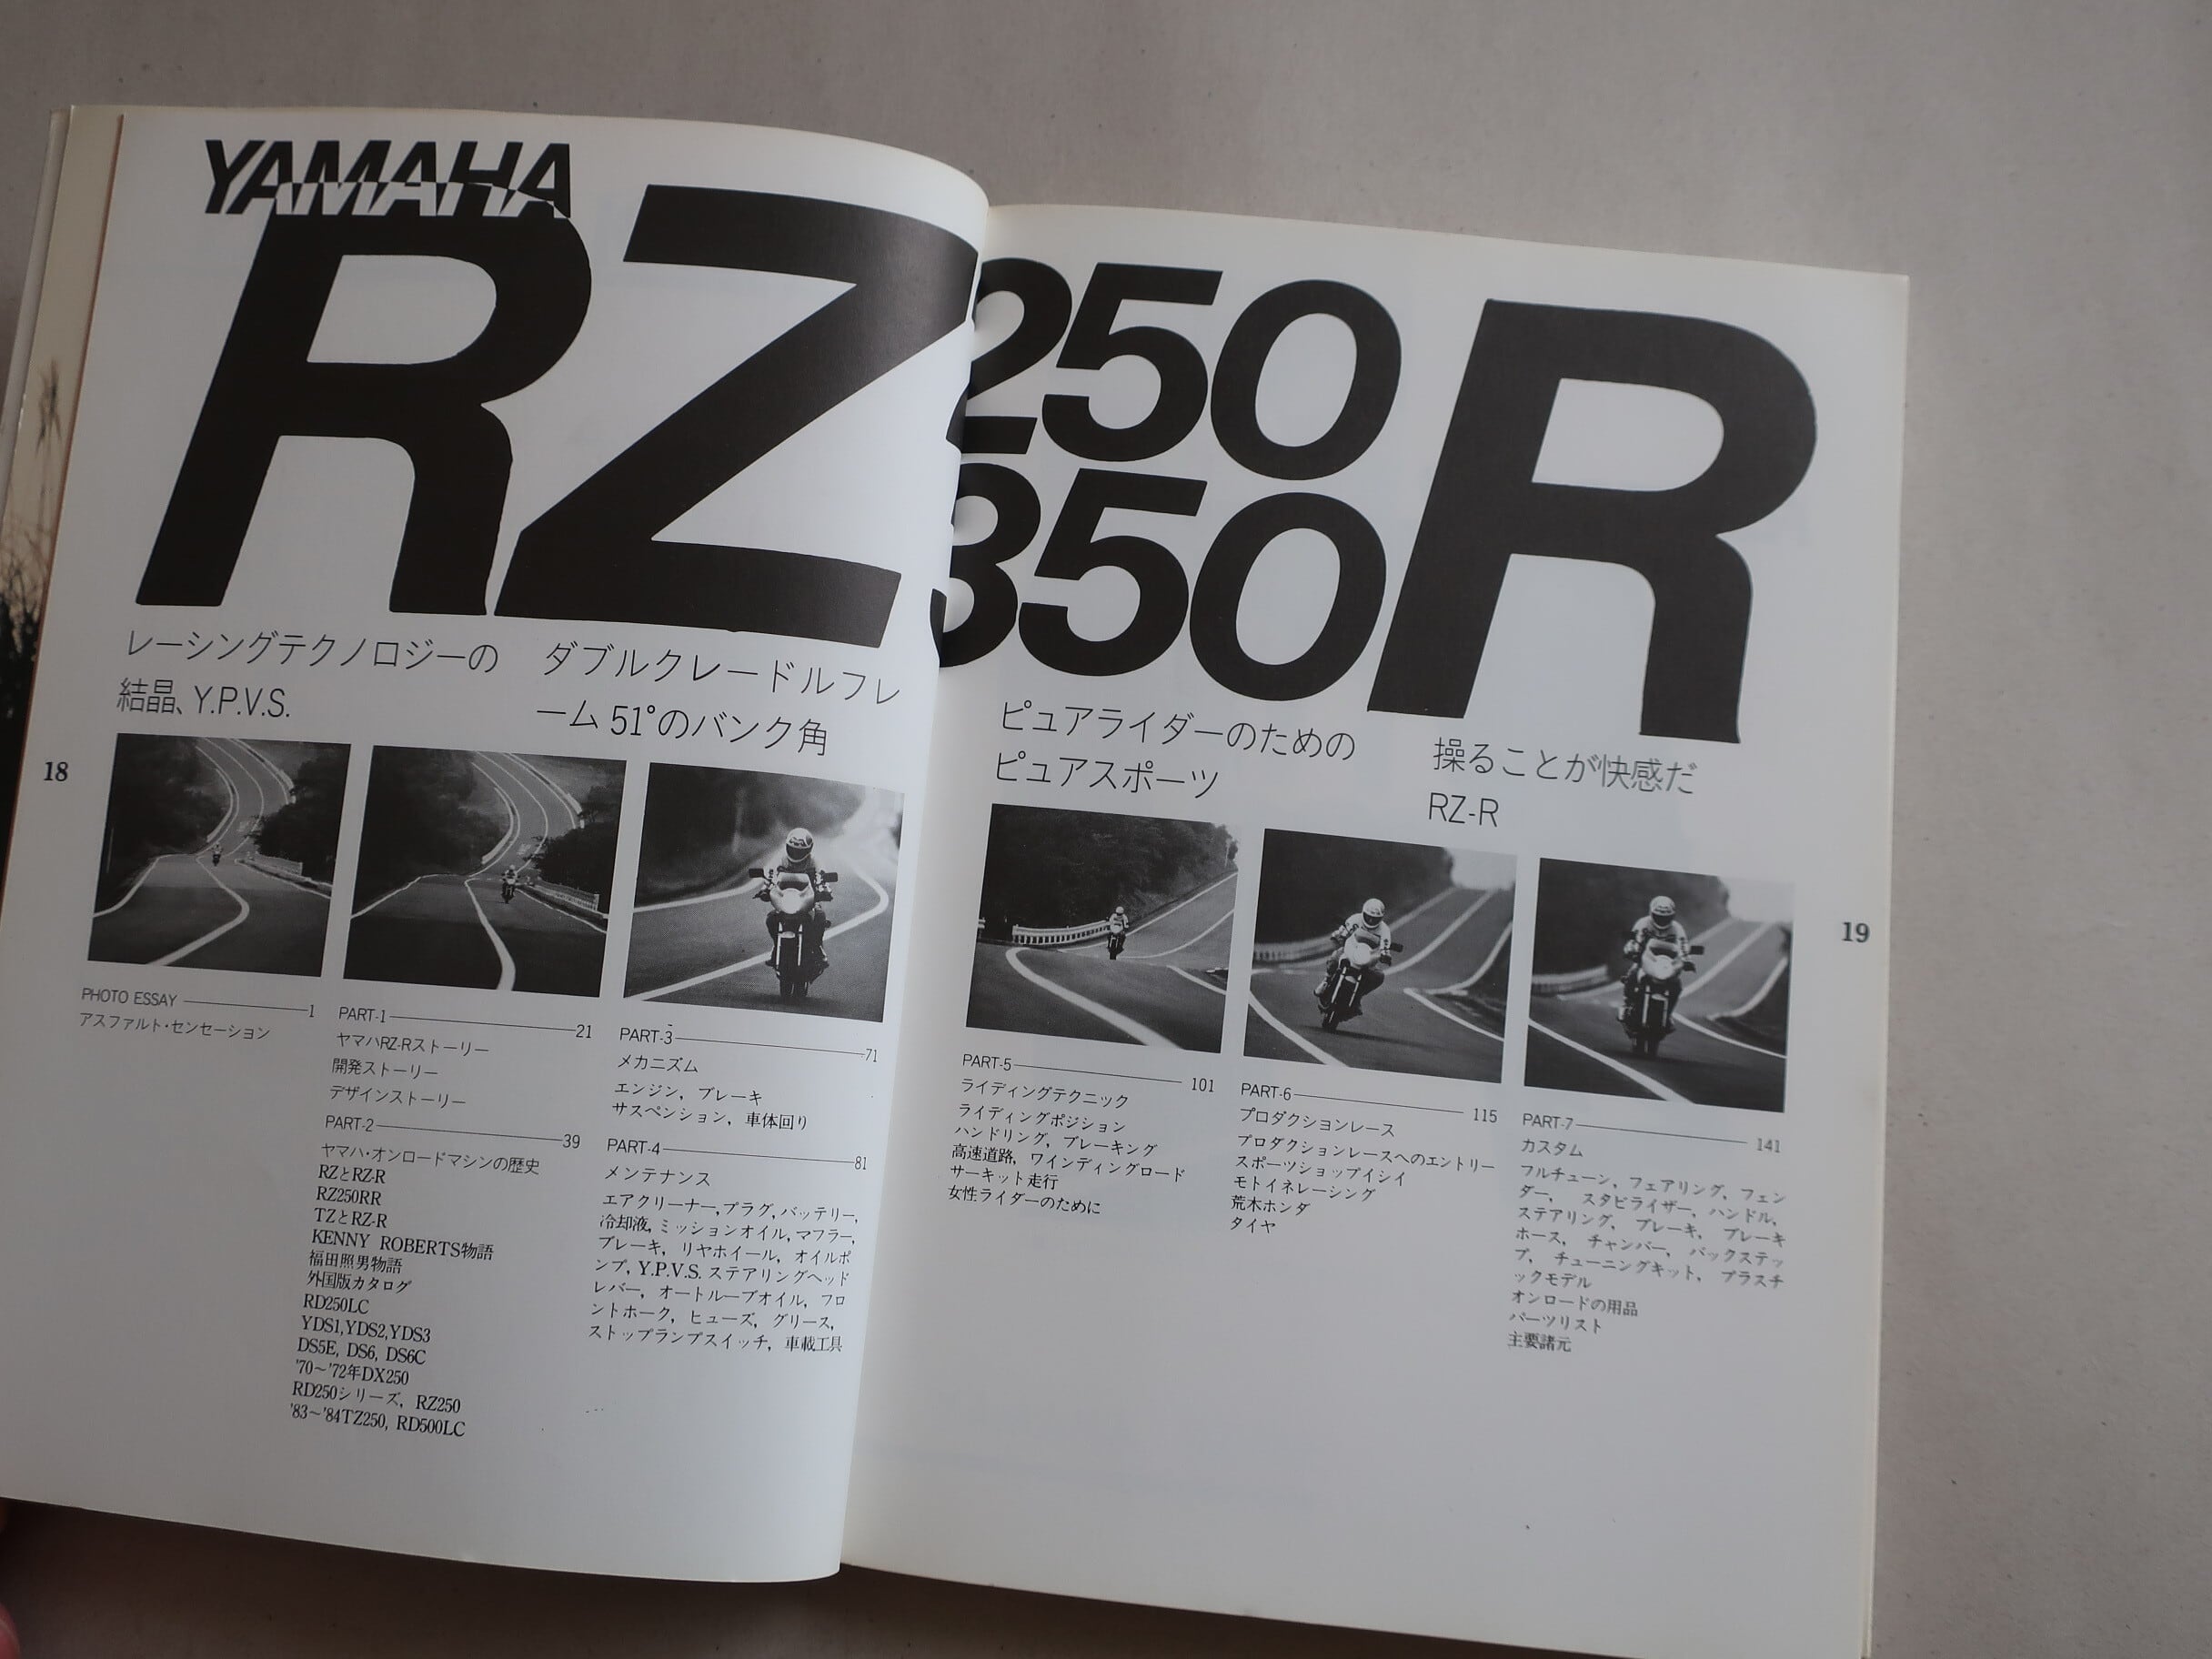 YAMAHA
RZ
250
350
R
レーシングテクノロジーの
結晶、Y.P.V.S.
ダブルクレードルフレ
ーム 51°のバンク角
ピュアライダーのための
ピュアスポーツ
操ることが快感だ
RZ-R
18
19
PHOTO ESSAY 1
アスファルト・センセーション
PART-1 21
ヤマハRZ-Rストーリー
開発ストーリー
デザインストーリー
PART-2 39
ヤマハ・オンロードマシンの歴史
RZとRZ-R
RZ250RR
TZとRZ-R
KENNY ROBERTS物語
福田照男物語
外国版カタログ
RD250LC
YDS1,YDS2,YDS3
DS5E, DS6, DS6C
'70～'72年DX250
RD250シリーズ, RZ250
'83～'84TZ250, RD500LC
PART-3 71
メカニズム
エンジン, ブレーキ
サスペンション, 車体回り
PART-4 81
メンテナンス
エアクリーナー,プラグ,バッテリー,
冷却液,ミッションオイル,マフラー,
ブレーキ, リヤホイール, オイルポ
ンプ,Y.P.V.S.ステアリングヘッド
レバー, オートルーブオイル, フロ
ントホーク, ヒューズ, グリース,
ストップランプスイッチ, 車載工具
PART-5 101
ライディングテクニック
ライディングポジション
ハンドリング, ブレーキング
高速道路, ワインディングロード
サーキット走行
女性ライダーのために
PART-6 115
プロダクションレース
プロダクションレースへのエントリー
スポーツショップイシイ
モトイネレーシング
荒木ホンダ
タイヤ
PART-7 141
カスタム
フルチューン, フェアリング, フェン
ダー, スタビライザー, ハンドル,
ステアリング, ブレーキ, ブレーキ
ホース, チャンバー, バックステッ
プ, チューニングキット, プラスチ
ックモデル
オンロードの用品
パーツリスト
主要諸元